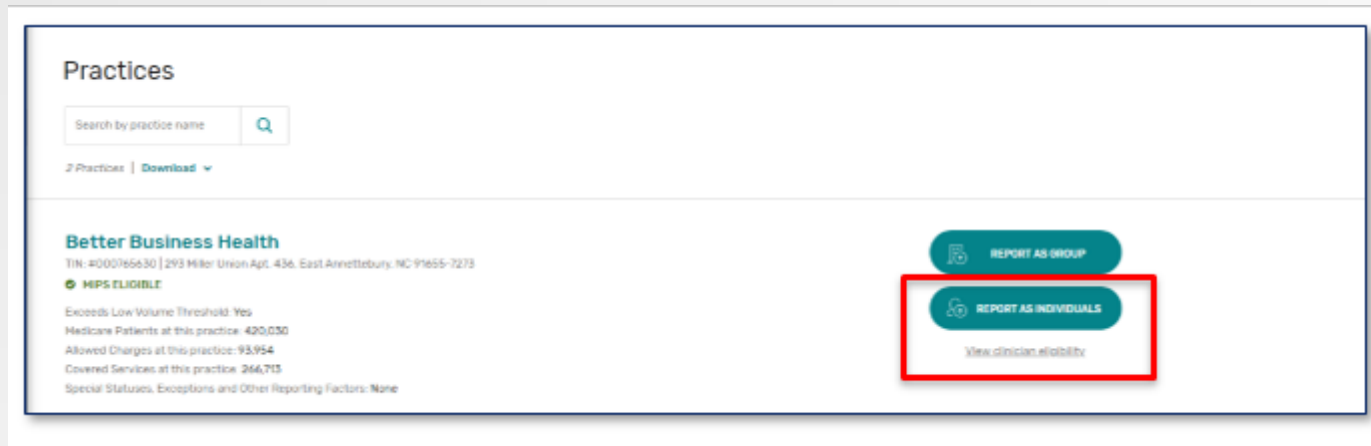 Practices
Search by practice name
2 Practices | Download
Better Business Health
TIN: #000765630 | 293 Miller Union Apt. 436, East Annettebury, NC 91655-7273
MIPS ELIGIBLE
Exceeds Low Volume Threshold: Yes
Medicare Patients at this practice: 420,030
Allowed Charges at this practice: 93,954
Covered Services at this practice: 266,713
Special Statuses, Exceptions and Other Reporting Factors: None
REPORT AS GROUP
REPORT AS INDIVIDUALS
View clinician eligibility